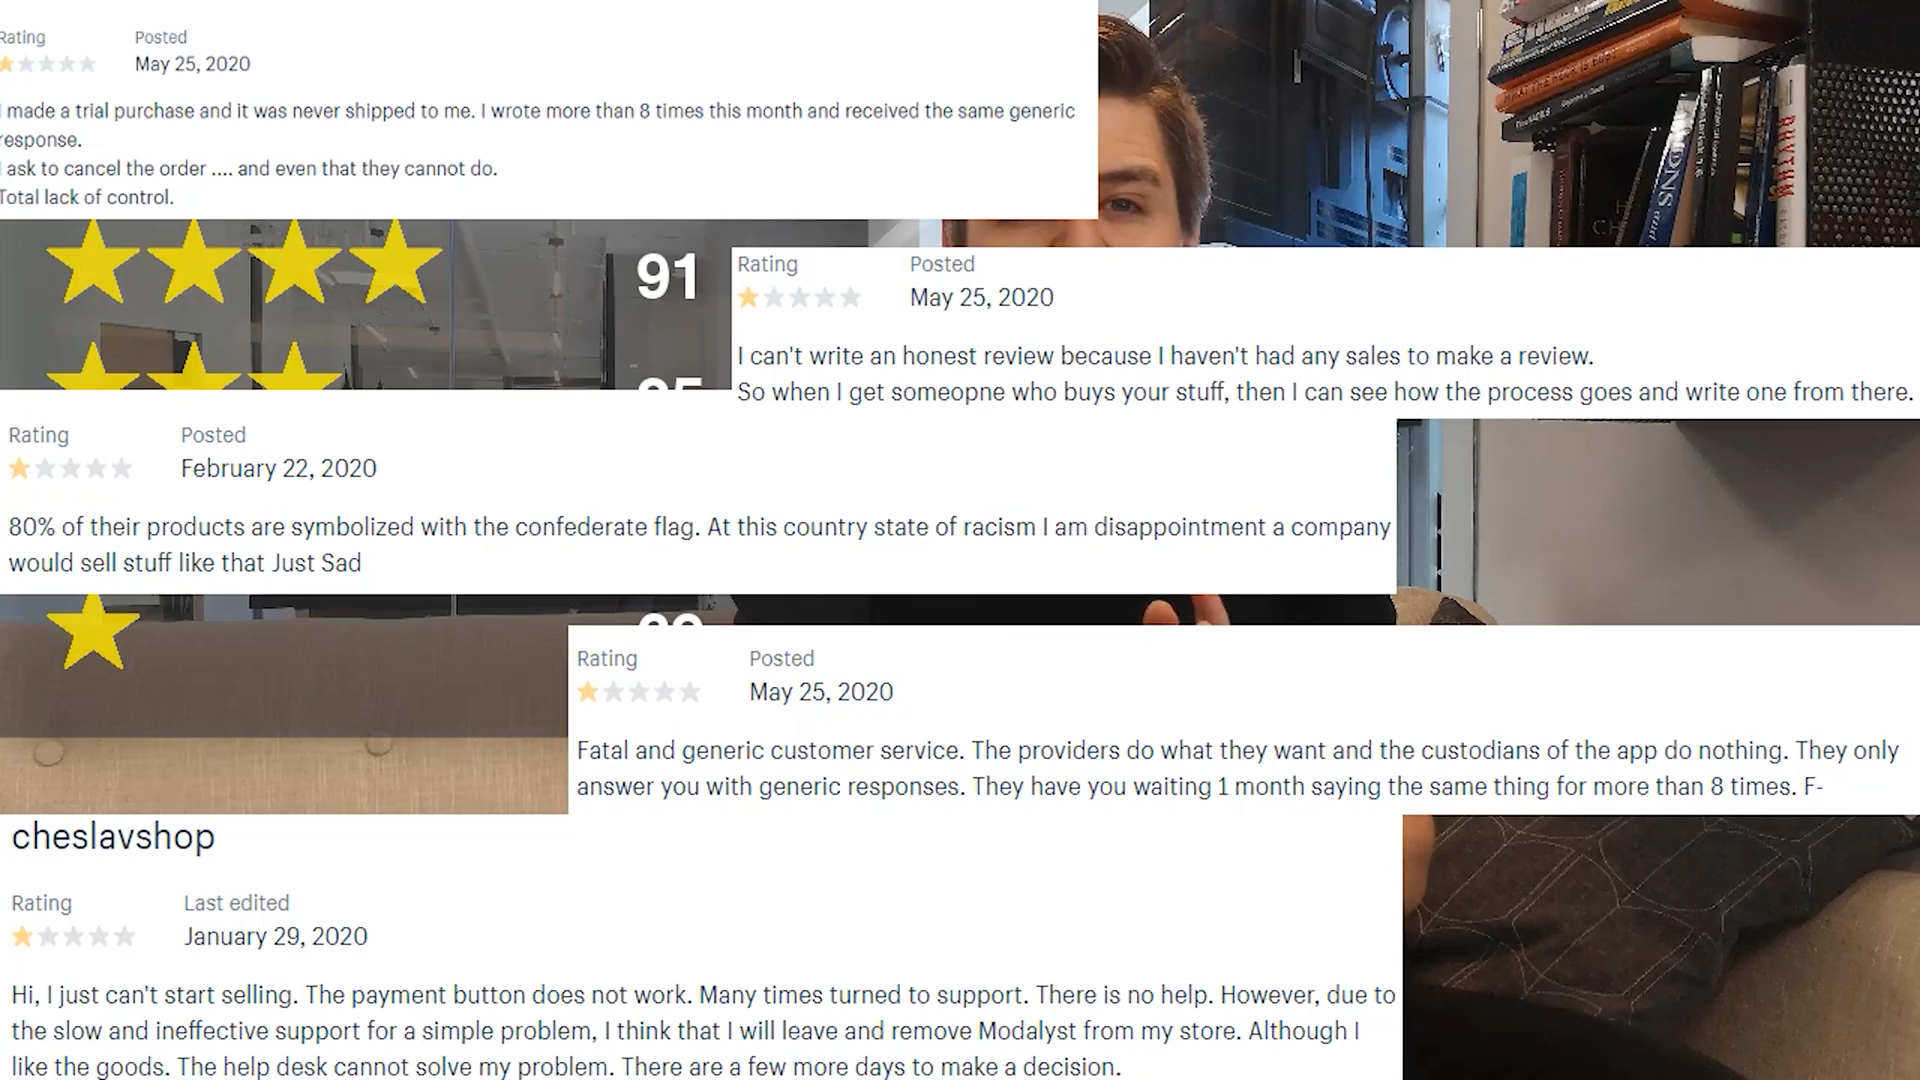 Rating Posted
May 25, 2020
I made a trial purchase and it was never shipped to me. I wrote more than 8 times this month and received the same generic
response.
I ask to cancel the order .... and even that they cannot do.
Total lack of control.
91
Rating Posted
May 25, 2020
I can't write an honest review because I haven't had any sales to make a review.
So when I get someopne who buys your stuff, then I can see how the process goes and write one from there.
Rating Posted
February 22, 2020
80% of their products are symbolized with the confederate flag. At this country state of racism I am disappointment a company
would sell stuff like that Just Sad
Rating Posted
May 25, 2020
Fatal and generic customer service. The providers do what they want and the custodians of the app do nothing. They only
answer you with generic responses. They have you waiting 1 month saying the same thing for more than 8 times. F-
cheslavshop
Rating Last edited
January 29, 2020
Hi, I just can't start selling. The payment button does not work. Many times turned to support. There is no help. However, due to
the slow and ineffective support for a simple problem, I think that I will leave and remove Modalyst from my store. Although I
like the goods. The help desk cannot solve my problem. There are a few more days to make a decision.